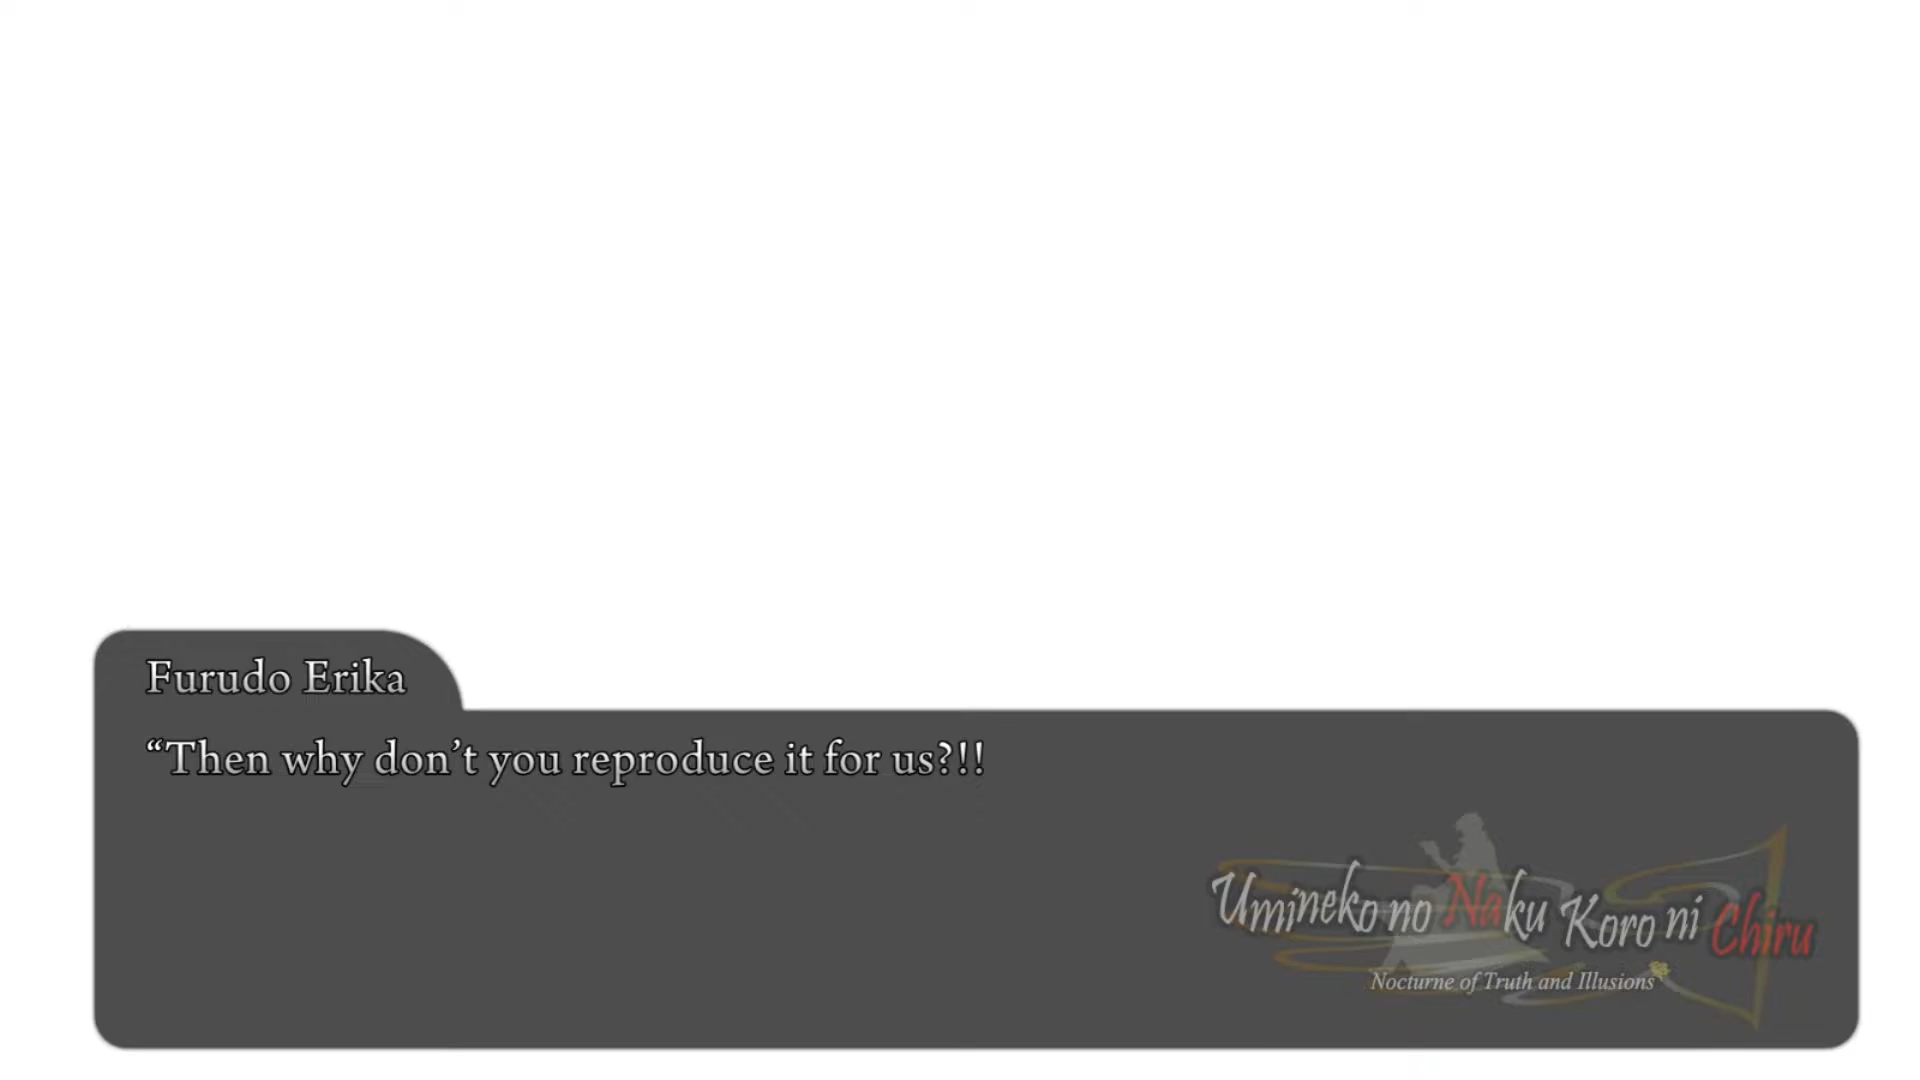 Furudo Erika
“Then why don’t you reproduce it for us?!!
Umineko no Naku Koro ni Chiru
Nocturne of Truth and Illusions